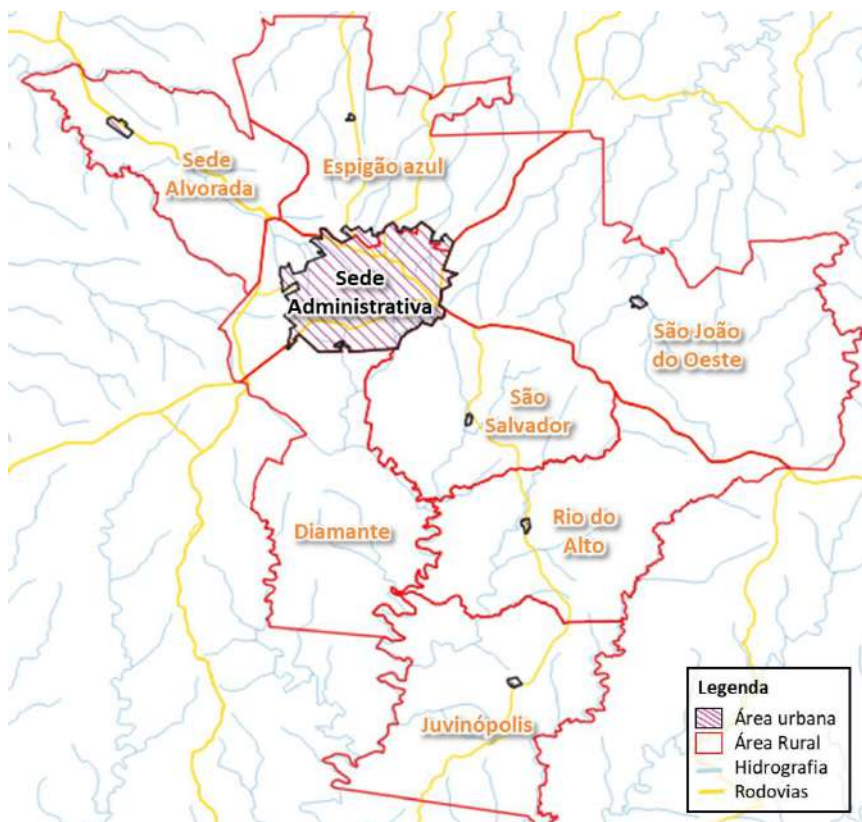 Sede
Alvorada
Espigão azul
Sede
Administrativa
São João
do Oeste
São
Salvador
Diamante
Rio do
Alto
Juvinópolis
Legenda
Área urbana
Área Rural
Hidrografia
Rodovias